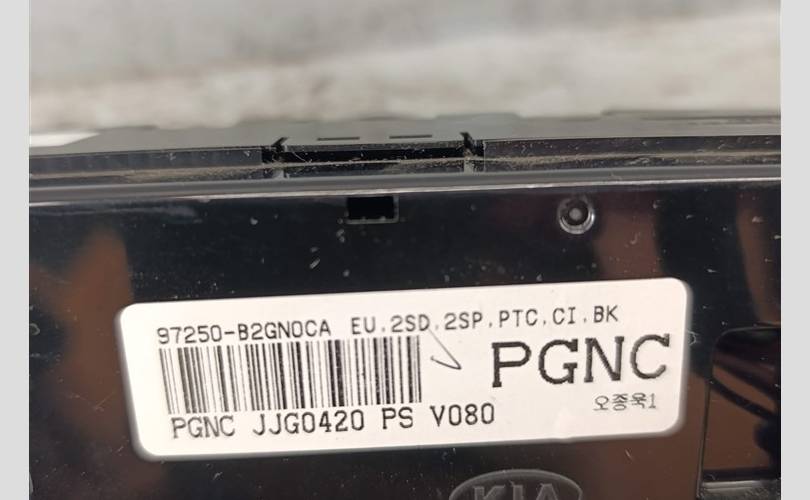 97250-B2GN0CA EU.2SD.2SP.PTC.CI.BK
PGNC
PGNC JJG0420 PS V080
오종욱1
KIA